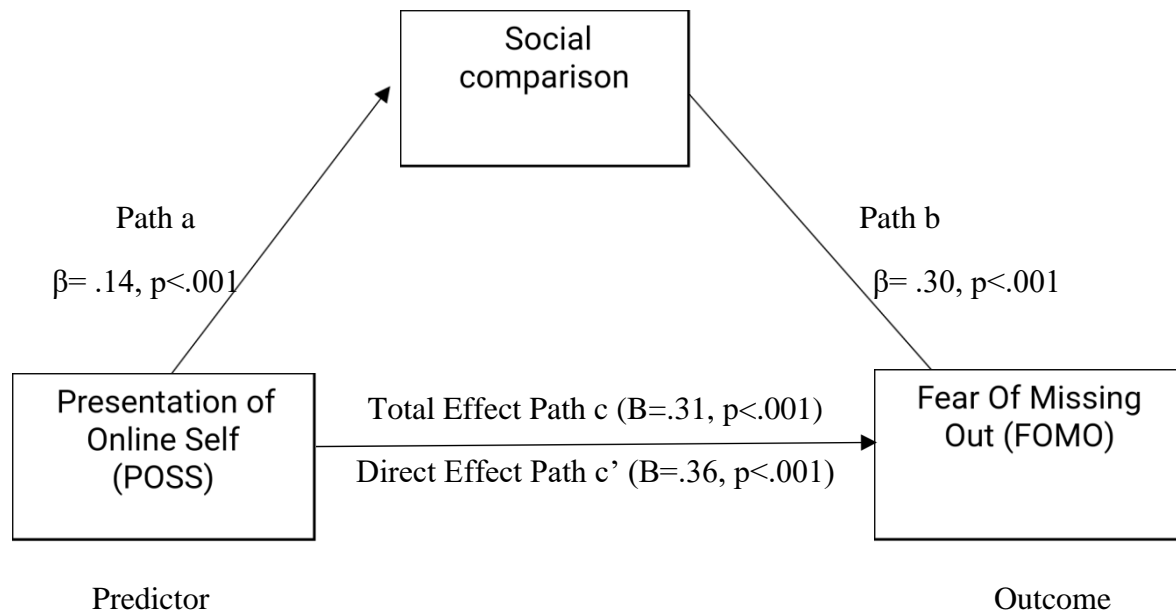 Social
comparison
Path a
β= .14, p<.001
Path b
β= .30, p<.001
Presentation of
Online Self
(POSS)
Total Effect Path c (B=.31, p<.001)
Direct Effect Path c’ (B=.36, p<.001)
Fear Of Missing
Out (FOMO)
Predictor
Outcome